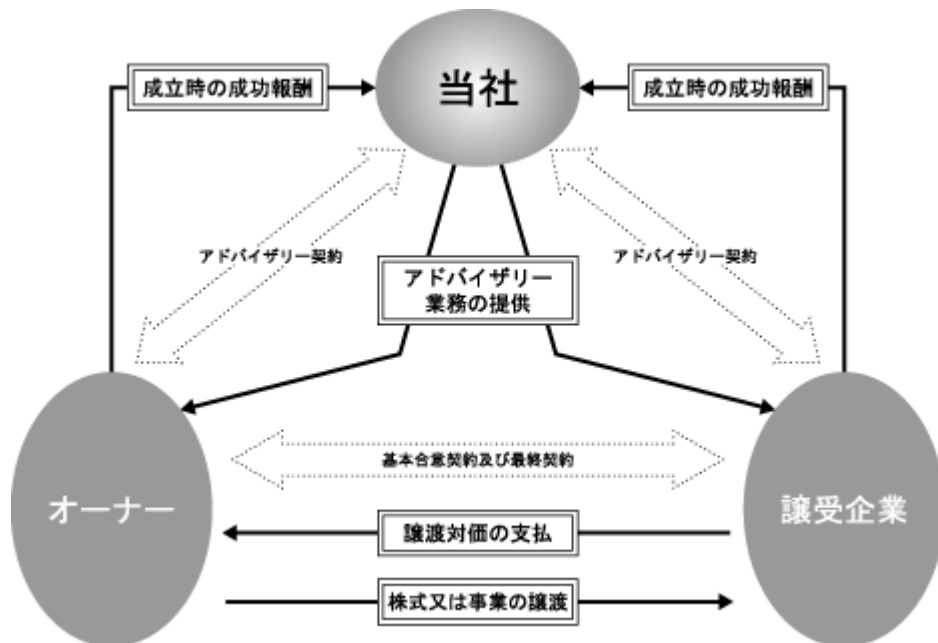 成立時の成功報酬
当社
成立時の成功報酬
アドバイザリー契約
アドバイザリー契約
アドバイザリー
業務の提供
基本合意契約及び最終契約
オーナー
譲受企業
譲渡対価の支払
株式又は事業の譲渡